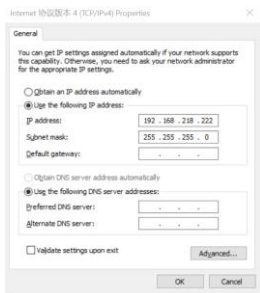 Internet 协议版本 4 (TCP/IPv4) Properties
General
You can get IP settings assigned automatically if your network supports
this capability. Otherwise, you need to ask your network administrator
for the appropriate IP settings.
Obtain an IP address automatically
Use the following IP address:
IP address: 192 . 168 . 218 . 222
Subnet mask: 255 . 255 . 255 . 0
Default gateway: . . .
Obtain DNS server address automatically
Use the following DNS server addresses:
Preferred DNS server: . . .
Alternate DNS server: . . .
Validate settings upon exit Advanced...
OK Cancel